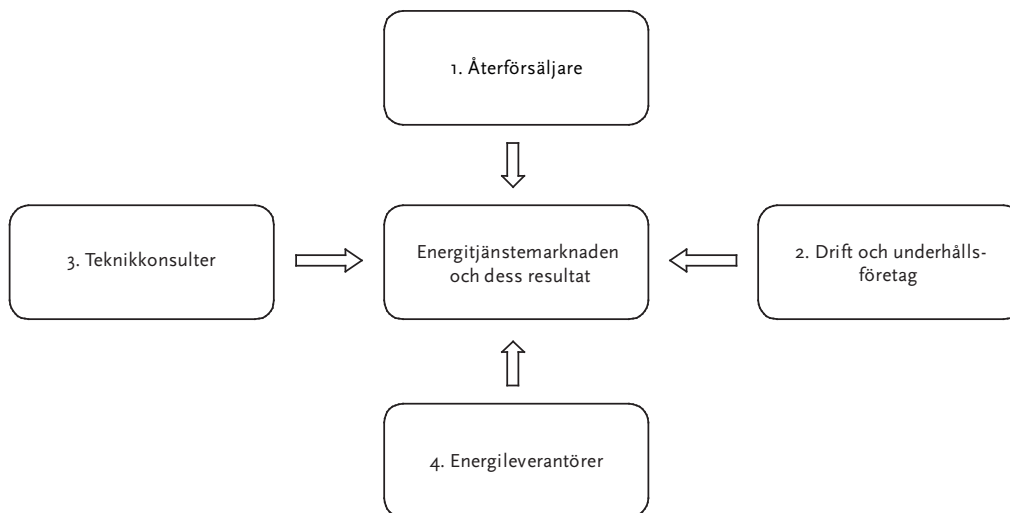 1. Återförsäljare
3. Teknikkonsulter
Energitjänstemarknaden
och dess resultat
2. Drift och underhålls-
företag
4. Energileverantörer